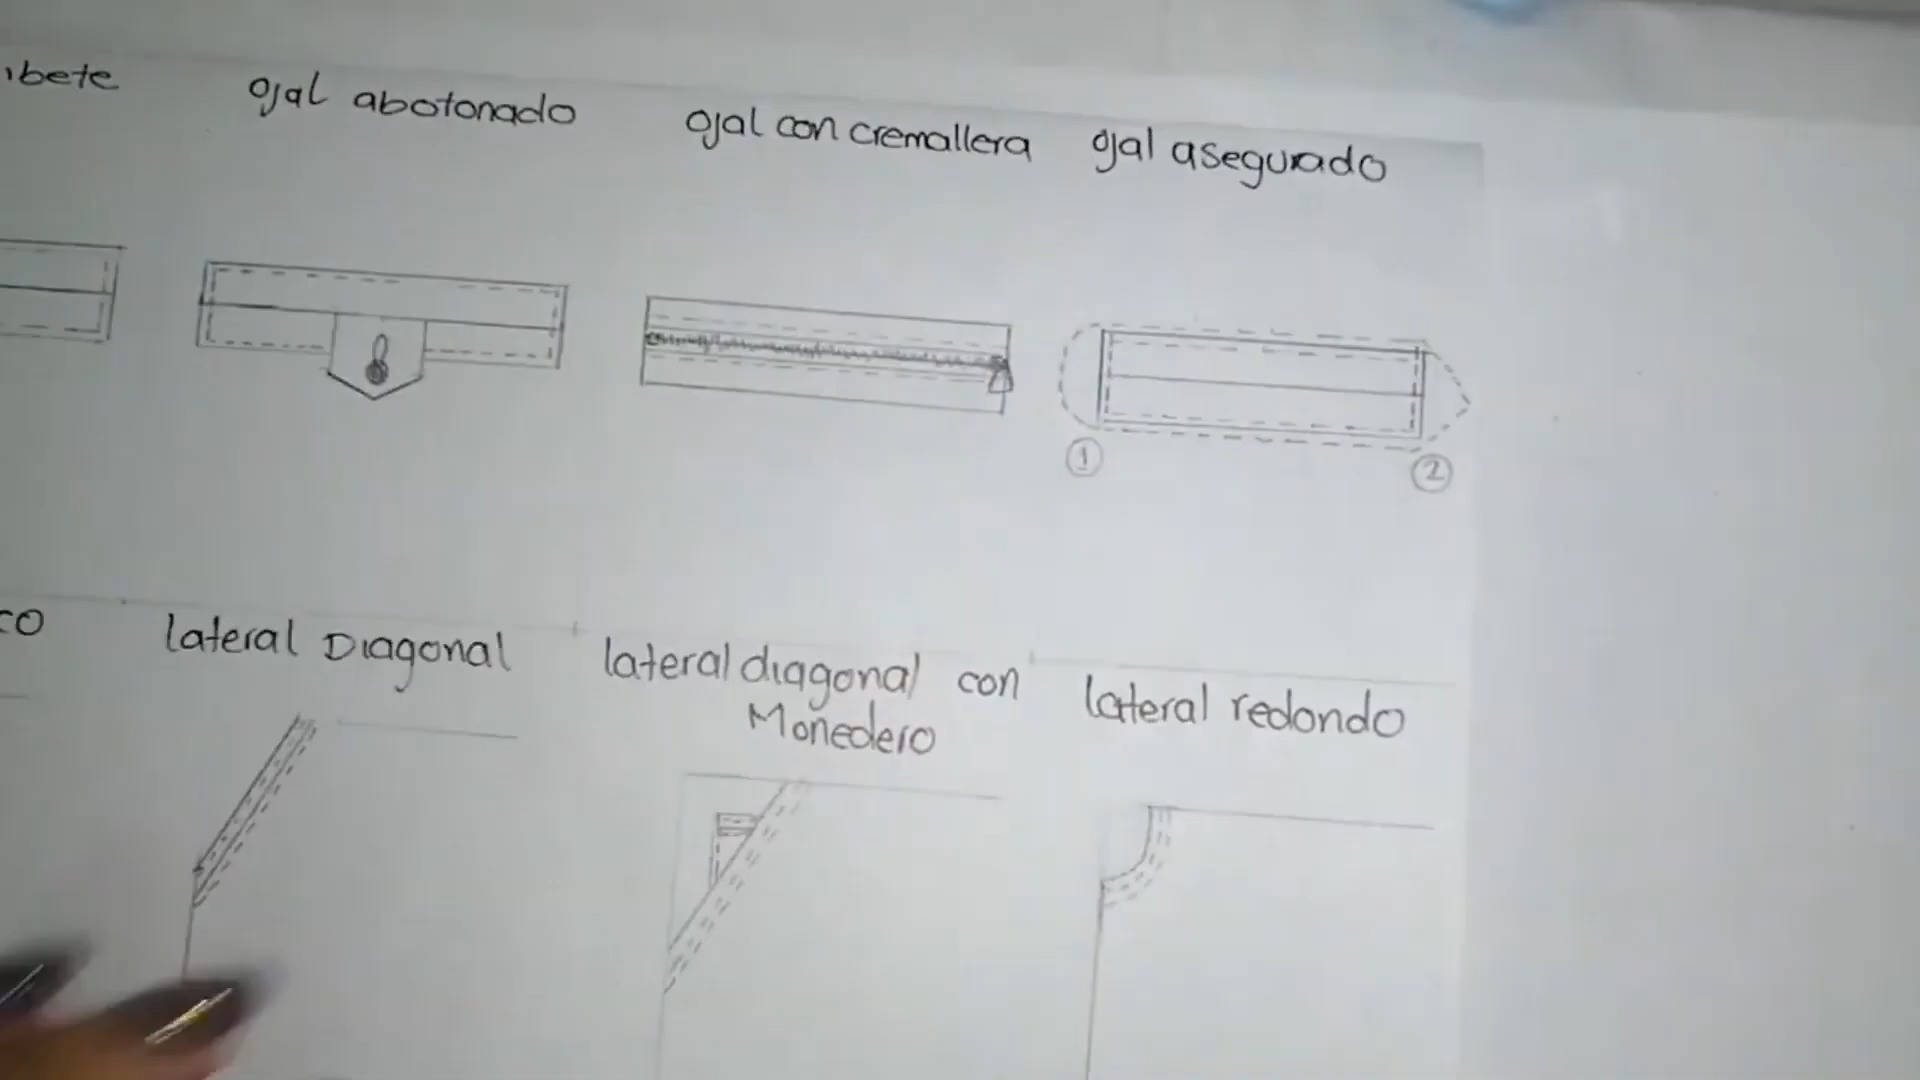 ibete
ojal abotonado
ojal con cremallera
ojal asegurado
1
2
co
lateral Diagonal
lateral diagonal con
Monedero
lateral redondo